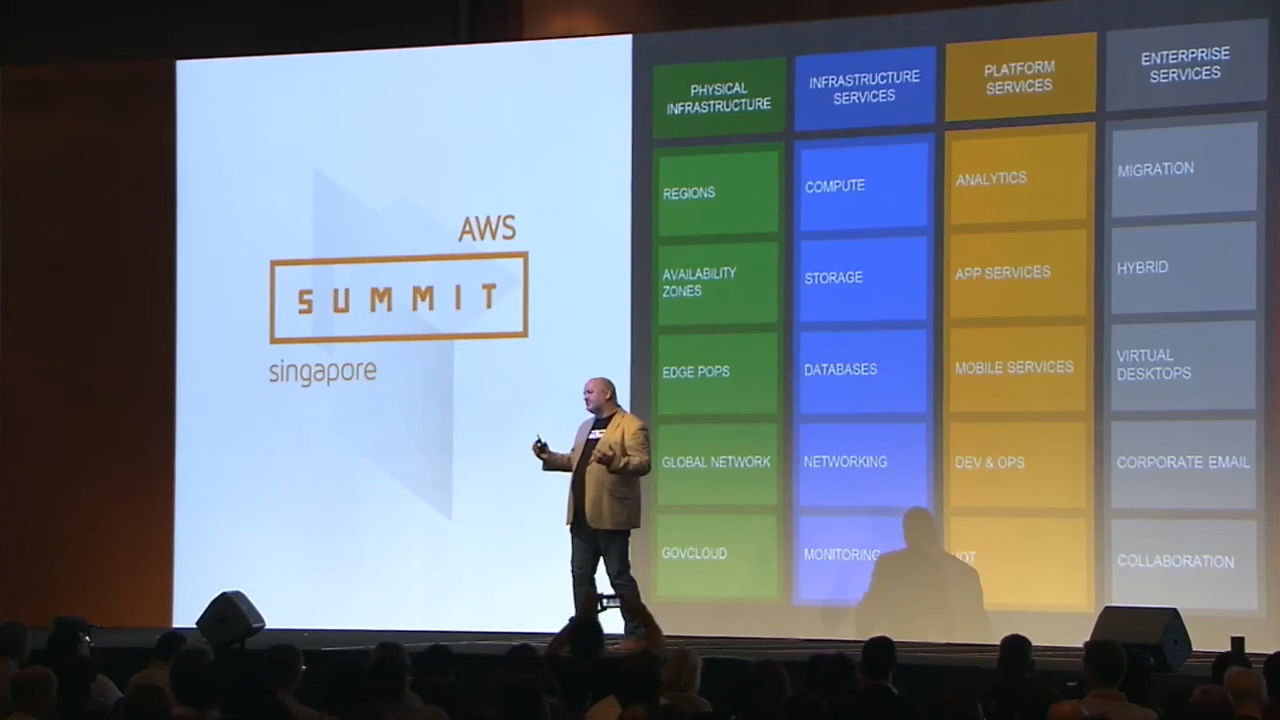 AWS
SUMMIT
singapore
PHYSICAL
INFRASTRUCTURE
REGIONS
AVAILABILITY
ZONES
EDGE POPS
GLOBAL NETWORK
GOVCLOUD
INFRASTRUCTURE
SERVICES
COMPUTE
STORAGE
DATABASES
NETWORKING
MONITORING
PLATFORM
SERVICES
ANALYTICS
APP SERVICES
MOBILE SERVICES
DEV & OPS
IOT
ENTERPRISE
SERVICES
MIGRATION
HYBRID
VIRTUAL
DESKTOPS
CORPORATE EMAIL
COLLABORATION